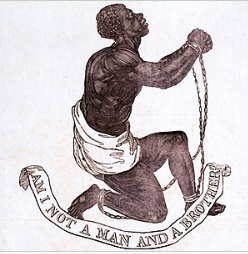 AM I NOT A MAN AND A BROTHER